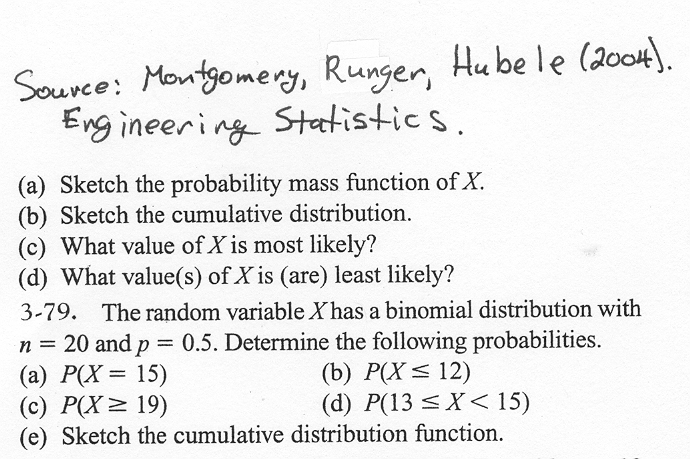 Source: Montgomery, Runger, Hubele (2004).
Engineering Statistics.
(a) Sketch the probability mass function of X.
(b) Sketch the cumulative distribution.
(c) What value of X is most likely?
(d) What value(s) of X is (are) least likely?
3-79. The random variable X has a binomial distribution with
n = 20 and p = 0.5. Determine the following probabilities.
(a) P(X = 15) (b) P(X ≤ 12)
(c) P(X ≥ 19) (d) P(13 ≤ X < 15)
(e) Sketch the cumulative distribution function.